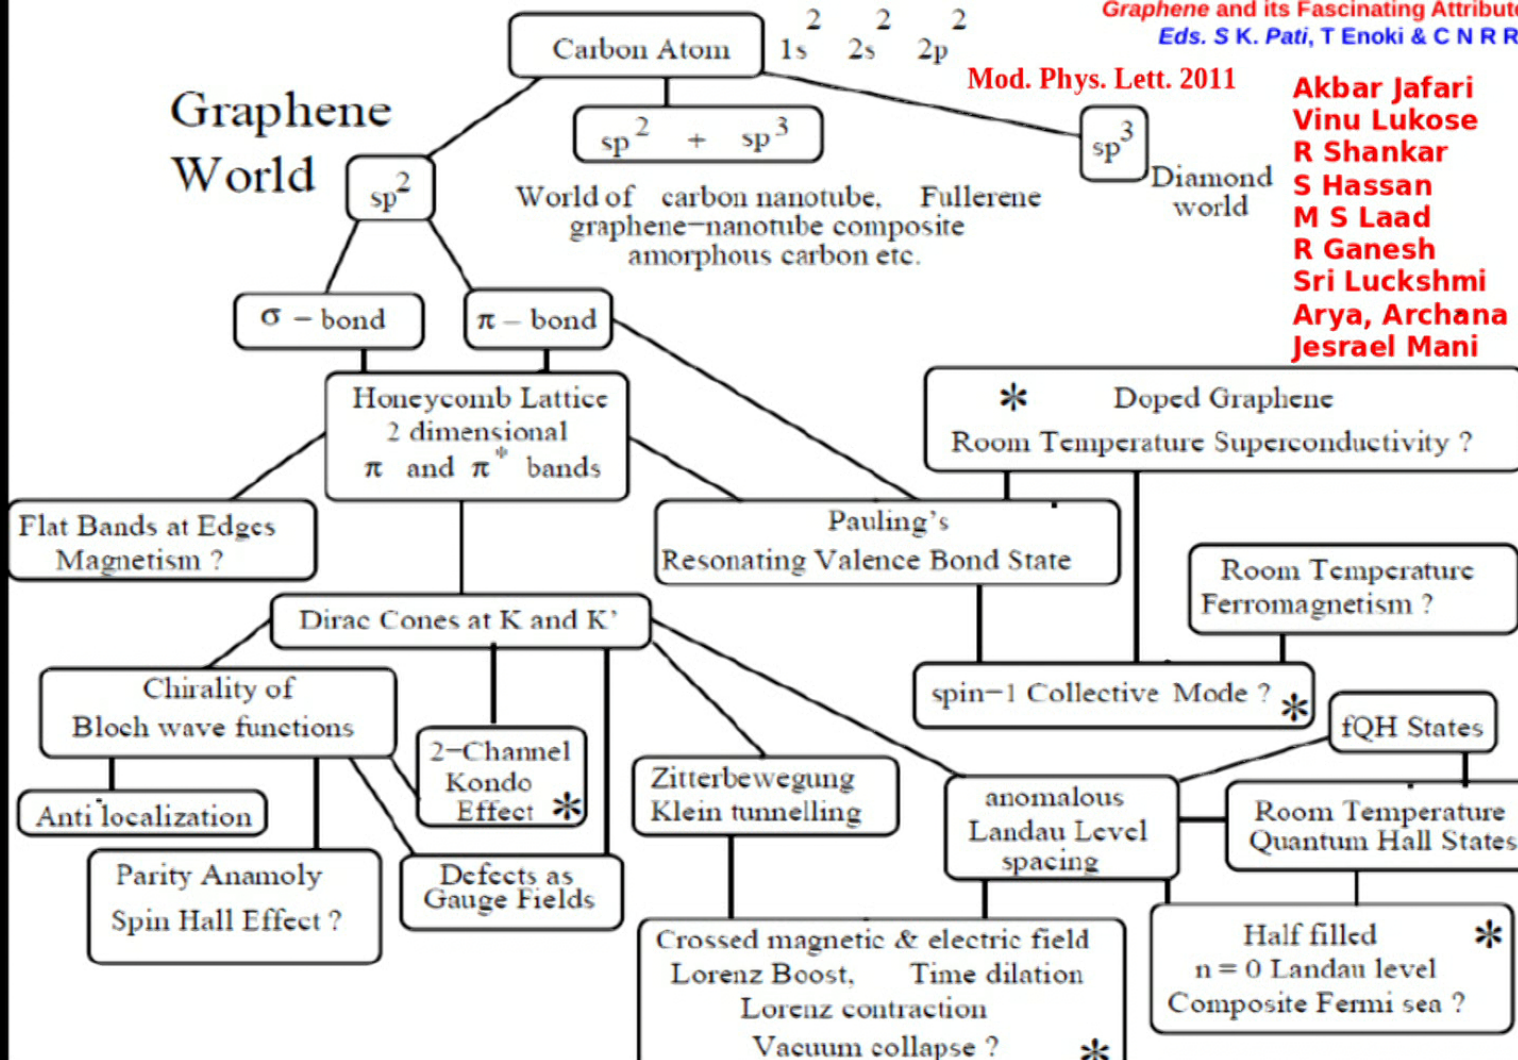 Graphene and its Fascinating Attribut
Eds. S K. Pati, T Enoki & C N R R
Carbon Atom
1s² 2s² 2p²
Mod. Phys. Lett. 2011
Graphene
World
sp²
sp² + sp³
sp³
Diamond
world
World of carbon nanotube, Fullerene
graphene-nanotube composite
amorphous carbon etc.
Akbar Jafari
Vinu Lukose
R Shankar
S Hassan
M S Laad
R Ganesh
Sri Luckshmi
Arya, Archana
Jesrael Mani
σ - bond
π - bond
Honeycomb Lattice
2 dimensional
π and π* bands
* Doped Graphene
Room Temperature Superconductivity ?
Flat Bands at Edges
Magnetism ?
Pauling's
Resonating Valence Bond State
Room Temperature
Ferromagnetism ?
Dirac Cones at K and K'
spin-1 Collective Mode ? *
Chirality of
Bloch wave functions
2-Channel
Kondo
Effect *
Zitterbewegung
Klein tunnelling
anomalous
Landau Level
spacing
fQH States
Room Temperature
Quantum Hall States
Anti localization
Parity Anamoly
Spin Hall Effect ?
Defects as
Gauge Fields
Crossed magnetic & electric field
Lorenz Boost, Time dilation
Lorenz contraction
Vacuum collapse ? *
Half filled *
n = 0 Landau level
Composite Fermi sea ?